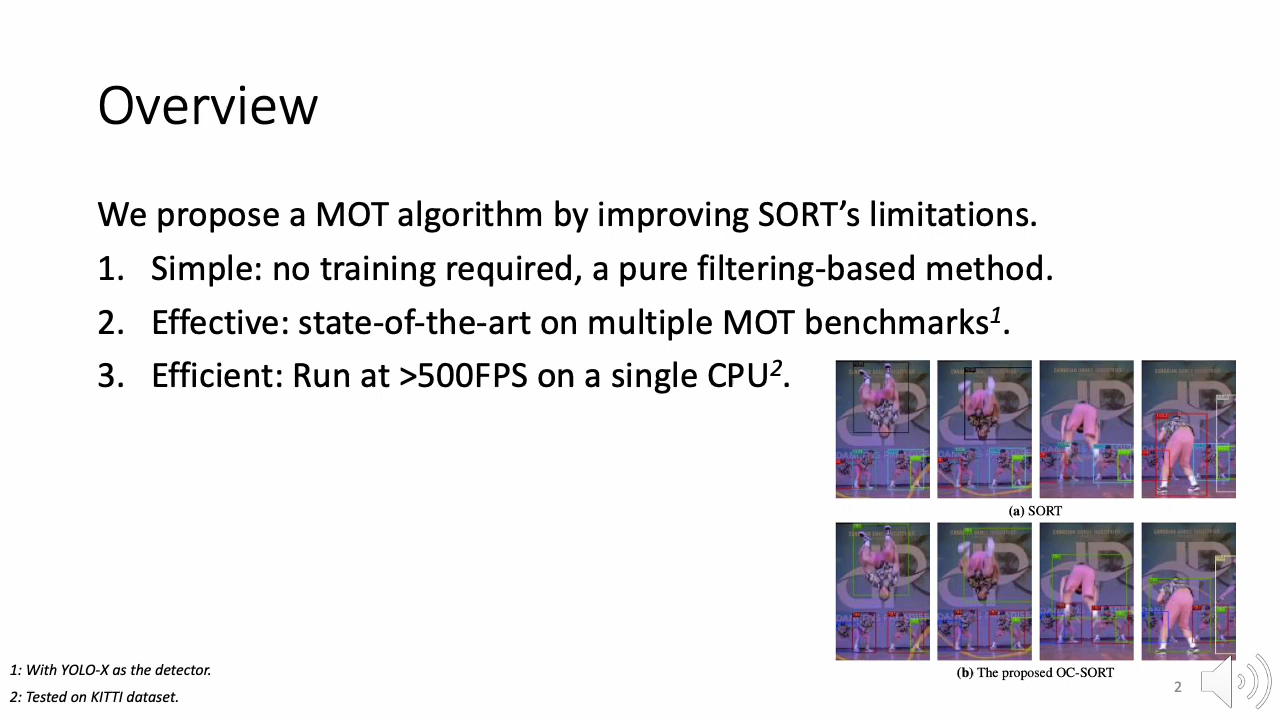 Overview
We propose a MOT algorithm by improving SORT’s limitations.
1. Simple: no training required, a pure filtering-based method.
2. Effective: state-of-the-art on multiple MOT benchmarks1.
3. Efficient: Run at >500FPS on a single CPU2.
(a) SORT
(b) The proposed OC-SORT
1: With YOLO-X as the detector.
2: Tested on KITTI dataset.
2